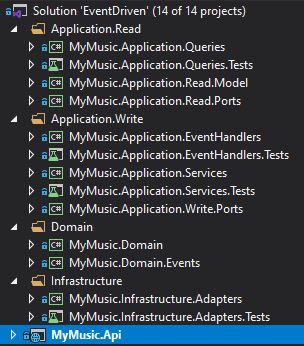 Solution 'EventDriven' (14 of 14 projects)
Application.Read
C# MyMusic.Application.Queries
MyMusic.Application.Queries.Tests
C# MyMusic.Application.Read.Model
C# MyMusic.Application.Read.Ports
Application.Write
C# MyMusic.Application.EventHandlers
MyMusic.Application.EventHandlers.Tests
C# MyMusic.Application.Services
MyMusic.Application.Services.Tests
C# MyMusic.Application.Write.Ports
Domain
C# MyMusic.Domain
C# MyMusic.Domain.Events
Infrastructure
C# MyMusic.Infrastructure.Adapters
MyMusic.Infrastructure.Adapters.Tests
MyMusic.Api